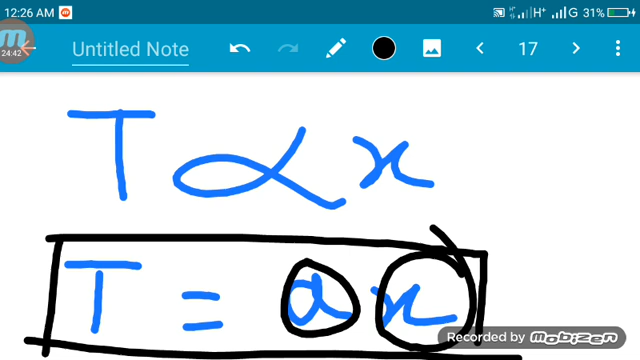 12:26 AM H+ G 31%
24:42 Untitled Note 17
T ∝ x
T = a x
Recorded by MOBIZEN